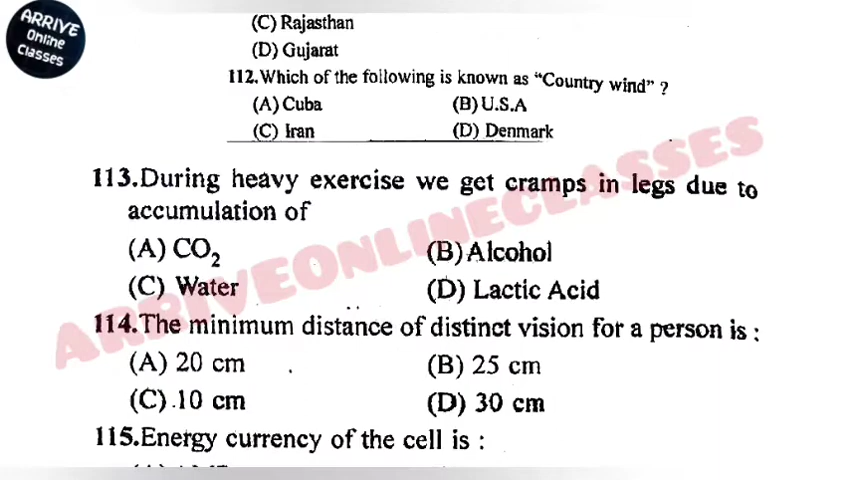 ARRIVE
Online
Classes
(C) Rajasthan
(D) Gujarat
112.Which of the following is known as "Country wind" ?
(A) Cuba (B) U.S.A
(C) Iran (D) Denmark
113.During heavy exercise we get cramps in legs due to
accumulation of
(A) CO2 (B) Alcohol
(C) Water (D) Lactic Acid
114.The minimum distance of distinct vision for a person is :
(A) 20 cm (B) 25 cm
(C) 10 cm (D) 30 cm
115.Energy currency of the cell is :
ARRIVEONLINECLASSES